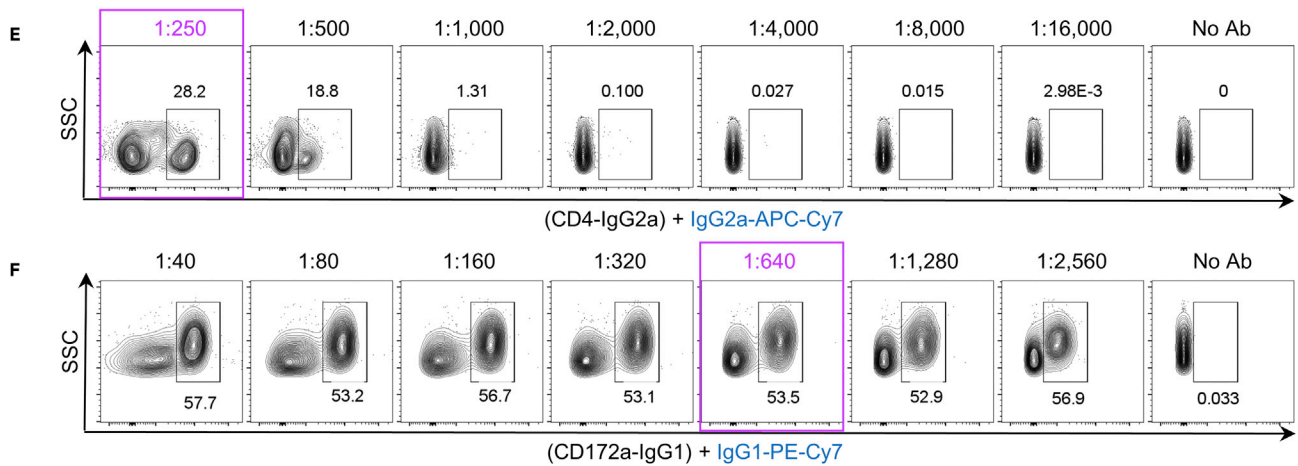 E
1:250 1:500 1:1,000 1:2,000 1:4,000 1:8,000 1:16,000 No Ab
SSC
28.2 18.8 1.31 0.100 0.027 0.015 2.98E-3 0
(CD4-IgG2a) + IgG2a-APC-Cy7
F
1:40 1:80 1:160 1:320 1:640 1:1,280 1:2,560 No Ab
SSC
57.7 53.2 56.7 53.1 53.5 52.9 56.9 0.033
(CD172a-IgG1) + IgG1-PE-Cy7